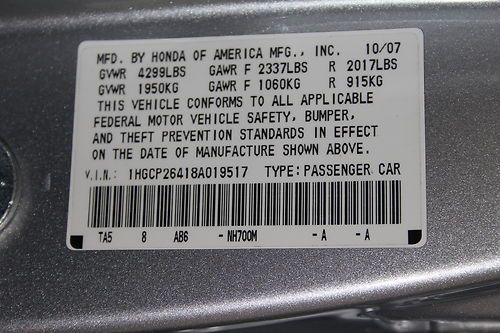 MFD. BY HONDA OF AMERICA MFG., INC. 10/07
GVWR 4299LBS GAWR F 2337LBS R 2017LBS
GVWR 1950KG GAWR F 1060KG R 915KG
THIS VEHICLE CONFORMS TO ALL APPLICABLE
FEDERAL MOTOR VEHICLE SAFETY, BUMPER,
AND THEFT PREVENTION STANDARDS IN EFFECT
ON THE DATE OF MANUFACTURE SHOWN ABOVE.
V.I.N.: 1HGCP26418A019517 TYPE:PASSENGER CAR
TA5 8 AB6 -NH700M -A -A